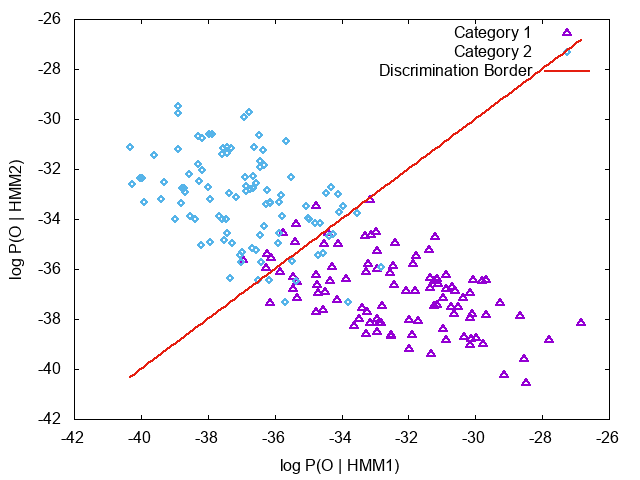 -26
-28
-30
-32
-34
-36
-38
-40
-42
log P(O | HMM2)
Category 1
Category 2
Discrimination Border
-42 -40 -38 -36 -34 -32 -30 -28 -26
log P(O | HMM1)